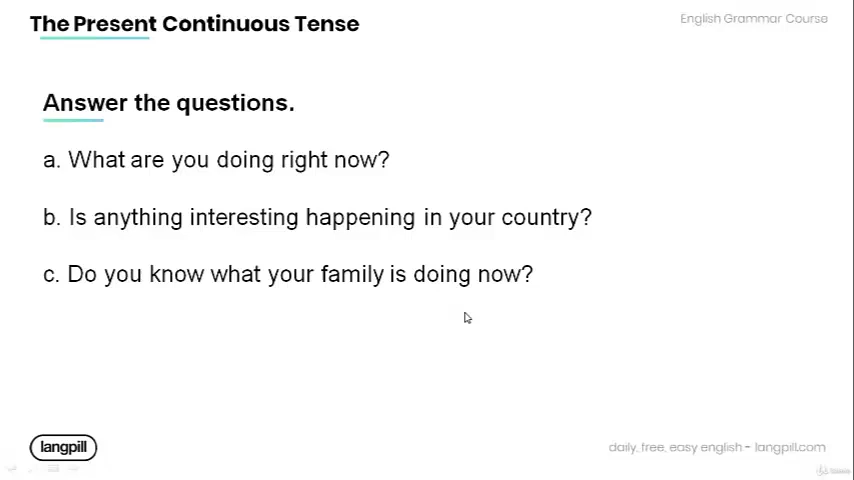 The Present Continuous Tense
English Grammar Course
Answer the questions.
a. What are you doing right now?
b. Is anything interesting happening in your country?
c. Do you know what your family is doing now?
langpill
daily, free, easy english - langpill.com